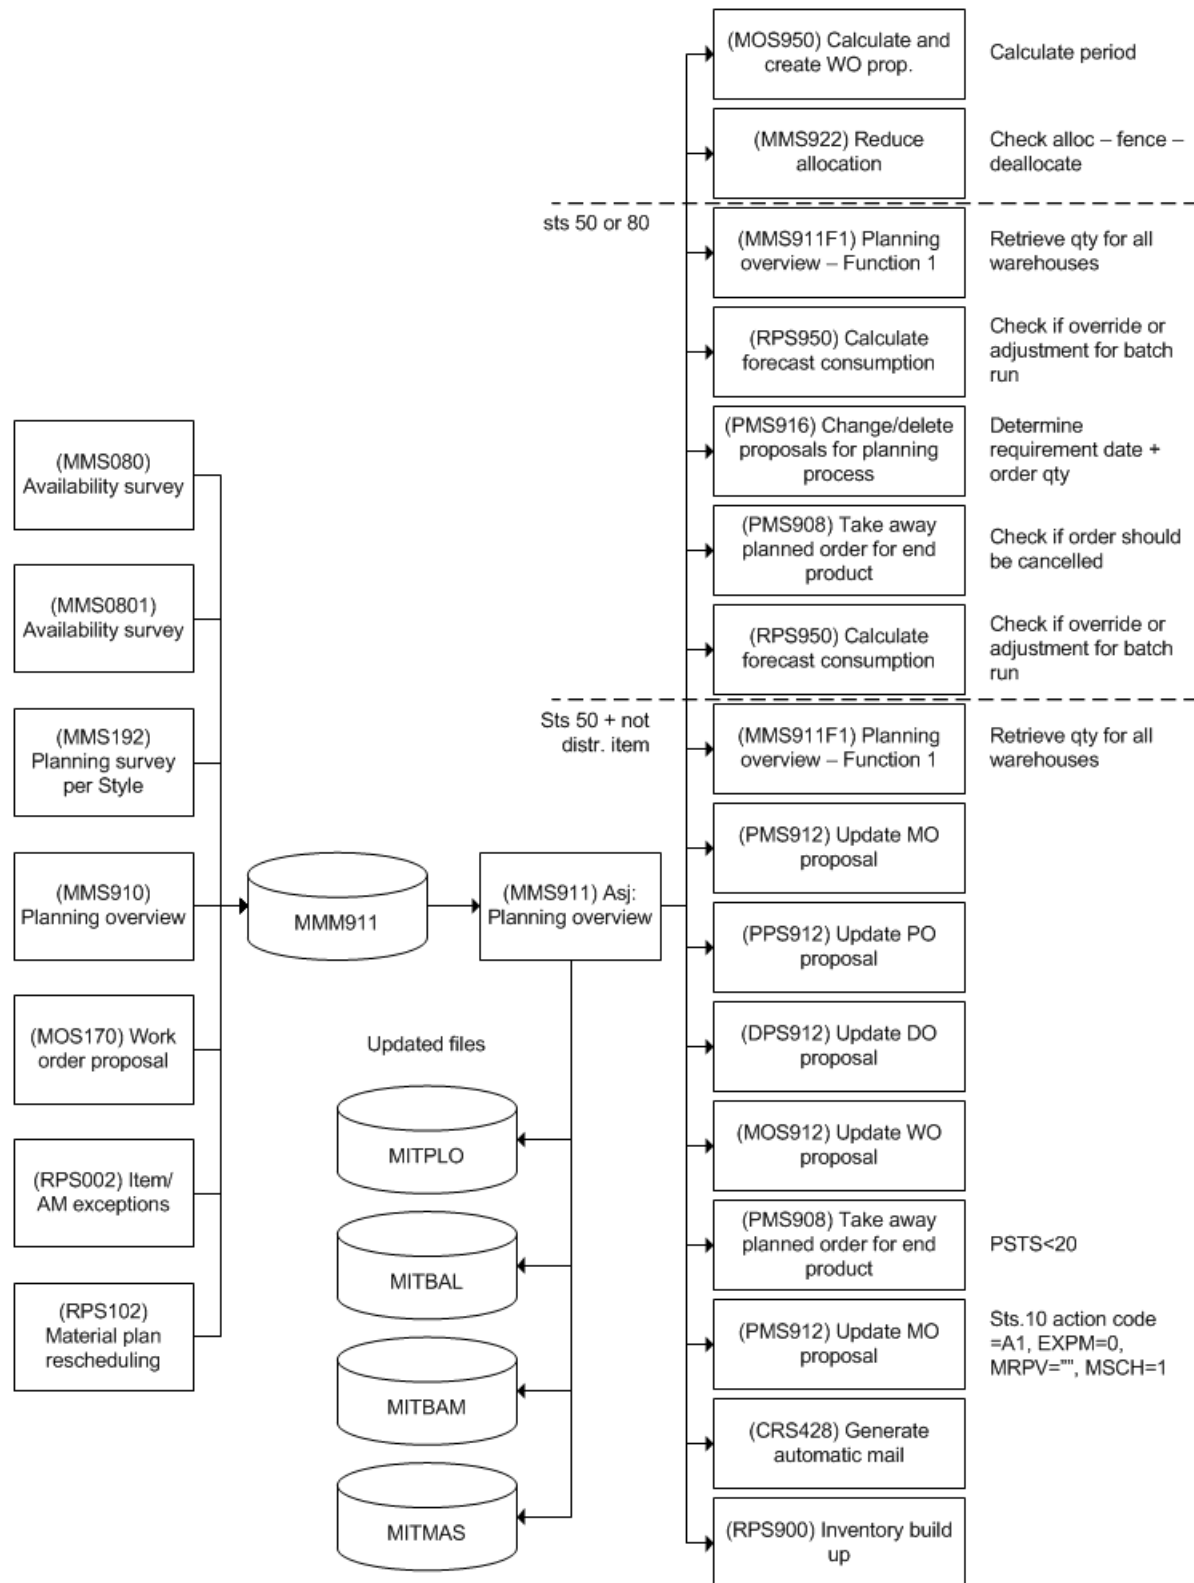 (MOS950) Calculate and
create WO prop.
Calculate period
(MMS922) Reduce
allocation
Check alloc – fence –
deallocate
sts 50 or 80
(MMS911F1) Planning
overview – Function 1
Retrieve qty for all
warehouses
(RPS950) Calculate
forecast consumption
Check if override or
adjustment for batch
run
(PMS916) Change/delete
proposals for planning
process
Determine
requirement date +
order qty
(PMS908) Take away
planned order for end
product
Check if order should
be cancelled
(RPS950) Calculate
forecast consumption
Check if override or
adjustment for batch
run
Sts 50 + not
distr. item
(MMS911F1) Planning
overview – Function 1
Retrieve qty for all
warehouses
(PMS912) Update MO
proposal
(PPS912) Update PO
proposal
(DPS912) Update DO
proposal
(MOS912) Update WO
proposal
(PMS908) Take away
planned order for end
product
PSTS<20
(PMS912) Update MO
proposal
Sts.10 action code
=A1, EXPM=0,
MRPV="", MSCH=1
(CRS428) Generate
automatic mail
(RPS900) Inventory build
up
(MMS080)
Availability survey
(MMS0801)
Availability survey
(MMS192)
Planning survey
per Style
(MMS910)
Planning overview
(MOS170) Work
order proposal
(RPS002) Item/
AM exceptions
(RPS102)
Material plan
rescheduling
MMM911
(MMS911) Asj:
Planning overview
Updated files
MITPLO
MITBAL
MITBAM
MITMAS